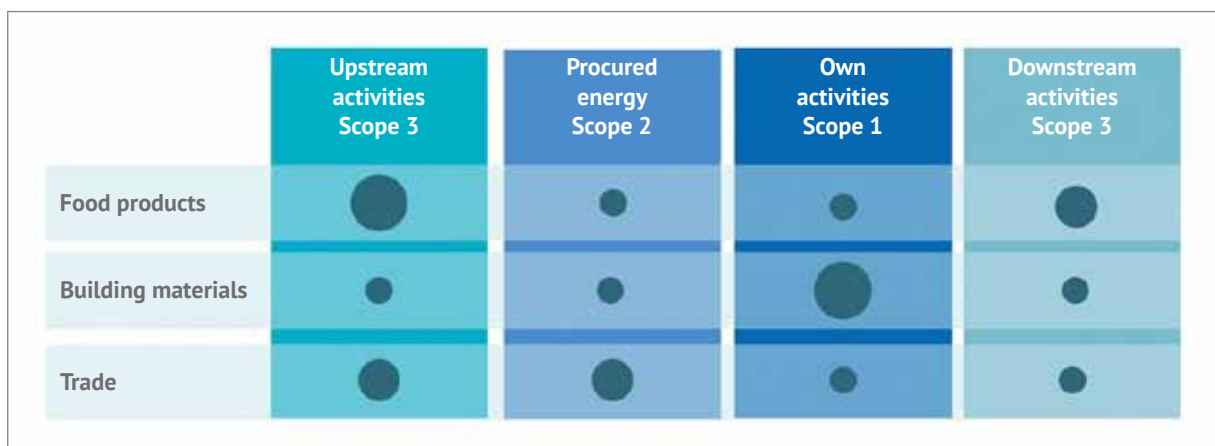 Upstream
activities
Scope 3
Procured
energy
Scope 2
Own
activities
Scope 1
Downstream
activities
Scope 3
Food products
Building materials
Trade